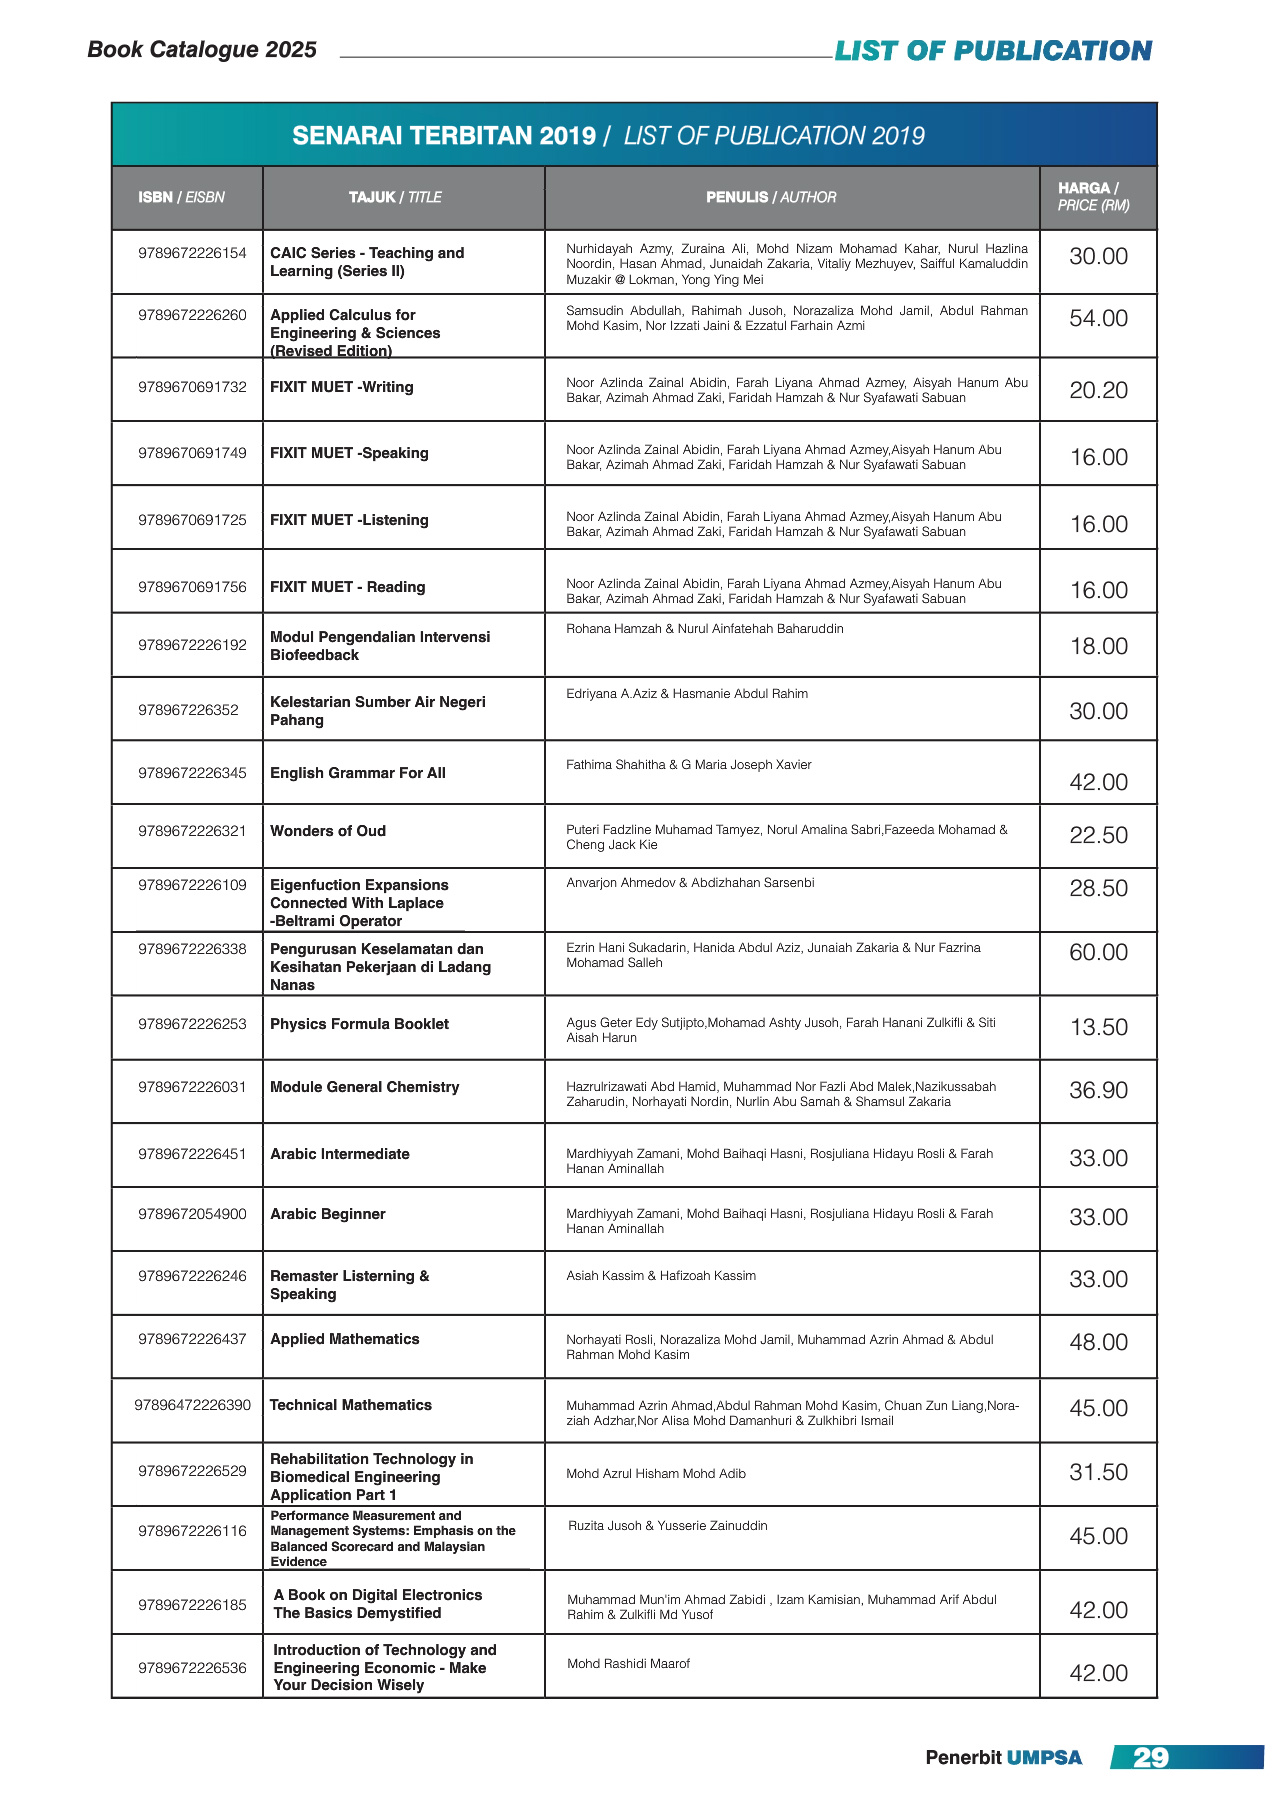 Book Catalogue 2025
LIST OF PUBLICATION
SENARAI TERBITAN 2019 / LIST OF PUBLICATION 2019
ISBN / EISBN
TAJUK / TITLE
PENULIS / AUTHOR
HARGA /
PRICE (RM)
9789672226154
CAIC Series - Teaching and
Learning (Series II)
Nurhidayah Azmy, Zuraina Ali, Mohd Nizam Mohamad Kahar, Nurul Hazlina
Noordin, Hasan Ahmad, Junaidah Zakaria, Vitaliy Mezhuyev, Saifful Kamaluddin
Muzakir @ Lokman, Yong Ying Mei
30.00
9789672226260
Applied Calculus for
Engineering & Sciences
(Revised Edition)
Samsudin Abdullah, Rahimah Jusoh, Norazaliza Mohd Jamil, Abdul Rahman
Mohd Kasim, Nor Izzati Jaini & Ezzatul Farhain Azmi
54.00
9789670691732
FIXIT MUET -Writing
Noor Azlinda Zainal Abidin, Farah Liyana Ahmad Azmey, Aisyah Hanum Abu
Bakar, Azimah Ahmad Zaki, Faridah Hamzah & Nur Syafawati Sabuan
20.20
9789670691749
FIXIT MUET -Speaking
Noor Azlinda Zainal Abidin, Farah Liyana Ahmad Azmey,Aisyah Hanum Abu
Bakar, Azimah Ahmad Zaki, Faridah Hamzah & Nur Syafawati Sabuan
16.00
9789670691725
FIXIT MUET -Listening
Noor Azlinda Zainal Abidin, Farah Liyana Ahmad Azmey,Aisyah Hanum Abu
Bakar, Azimah Ahmad Zaki, Faridah Hamzah & Nur Syafawati Sabuan
16.00
9789670691756
FIXIT MUET - Reading
Noor Azlinda Zainal Abidin, Farah Liyana Ahmad Azmey,Aisyah Hanum Abu
Bakar, Azimah Ahmad Zaki, Faridah Hamzah & Nur Syafawati Sabuan
16.00
9789672226192
Modul Pengendalian Intervensi
Biofeedback
Rohana Hamzah & Nurul Ainfatehah Baharuddin
18.00
978967226352
Kelestarian Sumber Air Negeri
Pahang
Edriyana A.Aziz & Hasmanie Abdul Rahim
30.00
9789672226345
English Grammar For All
Fathima Shahitha & G Maria Joseph Xavier
42.00
9789672226321
Wonders of Oud
Puteri Fadzline Muhamad Tamyez, Norul Amalina Sabri,Fazeeda Mohamad &
Cheng Jack Kie
22.50
9789672226109
Eigenfuction Expansions
Connected With Laplace
-Beltrami Operator
Anvarjon Ahmedov & Abdizhahan Sarsenbi
28.50
9789672226338
Pengurusan Keselamatan dan
Kesihatan Pekerjaan di Ladang
Nanas
Ezrin Hani Sukadarin, Hanida Abdul Aziz, Junaiah Zakaria & Nur Fazrina
Mohamad Salleh
60.00
9789672226253
Physics Formula Booklet
Agus Geter Edy Sutjipto,Mohamad Ashty Jusoh, Farah Hanani Zulkifli & Siti
Aisah Harun
13.50
9789672226031
Module General Chemistry
Hazrulrizawati Abd Hamid, Muhammad Nor Fazli Abd Malek,Nazikussabah
Zaharudin, Norhayati Nordin, Nurlin Abu Samah & Shamsul Zakaria
36.90
9789672226451
Arabic Intermediate
Mardhiyyah Zamani, Mohd Baihaqi Hasni, Rosjuliana Hidayu Rosli & Farah
Hanan Aminallah
33.00
9789672054900
Arabic Beginner
Mardhiyyah Zamani, Mohd Baihaqi Hasni, Rosjuliana Hidayu Rosli & Farah
Hanan Aminallah
33.00
9789672226246
Remaster Listerning &
Speaking
Asiah Kassim & Hafizoah Kassim
33.00
9789672226437
Applied Mathematics
Norhayati Rosli, Norazaliza Mohd Jamil, Muhammad Azrin Ahmad & Abdul
Rahman Mohd Kasim
48.00
97896472226390
Technical Mathematics
Muhammad Azrin Ahmad,Abdul Rahman Mohd Kasim, Chuan Zun Liang,Nora-
ziah Adzhar,Nor Alisa Mohd Damanhuri & Zulkhibri Ismail
45.00
9789672226529
Rehabilitation Technology in
Biomedical Engineering
Application Part 1
Mohd Azrul Hisham Mohd Adib
31.50
9789672226116
Performance Measurement and
Management Systems: Emphasis on the
Balanced Scorecard and Malaysian
Evidence
Ruzita Jusoh & Yusserie Zainuddin
45.00
9789672226185
A Book on Digital Electronics
The Basics Demystified
Muhammad Mun'im Ahmad Zabidi , Izam Kamisian, Muhammad Arif Abdul
Rahim & Zulkifli Md Yusof
42.00
9789672226536
Introduction of Technology and
Engineering Economic - Make
Your Decision Wisely
Mohd Rashidi Maarof
42.00
Penerbit UMPSA
29